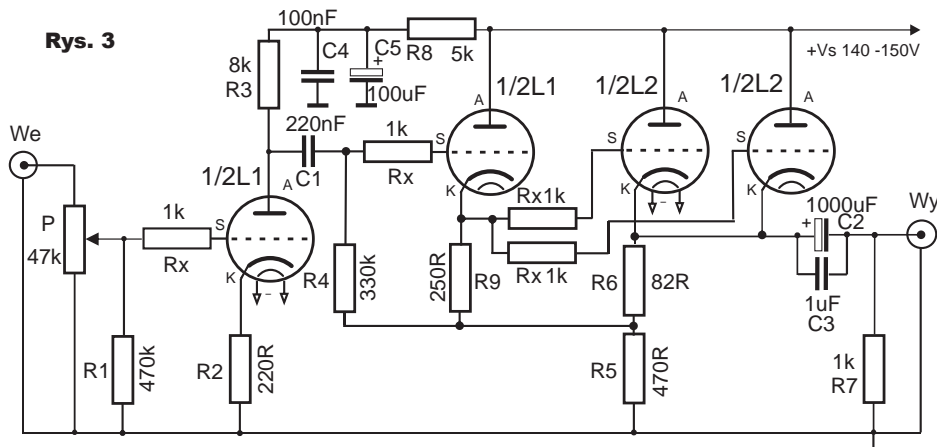 Rys. 3
100nF
8k
R3
C4
C5
+
100uF
R8
5k
+Vs 140 -150V
1/2L1
1/2L2
1/2L2
A
A
A
We
220nF
C1
1k
Rx
S
S
S
K
K
K
1/2L1
A
P
47k
1k
Rx
S
K
Rx1k
Rx 1k
R4
330k
250R
R9
R6
82R
+
1000uF
C2
1uF
C3
Wy
R1
470k
R2
220R
R5
470R
1k
R7